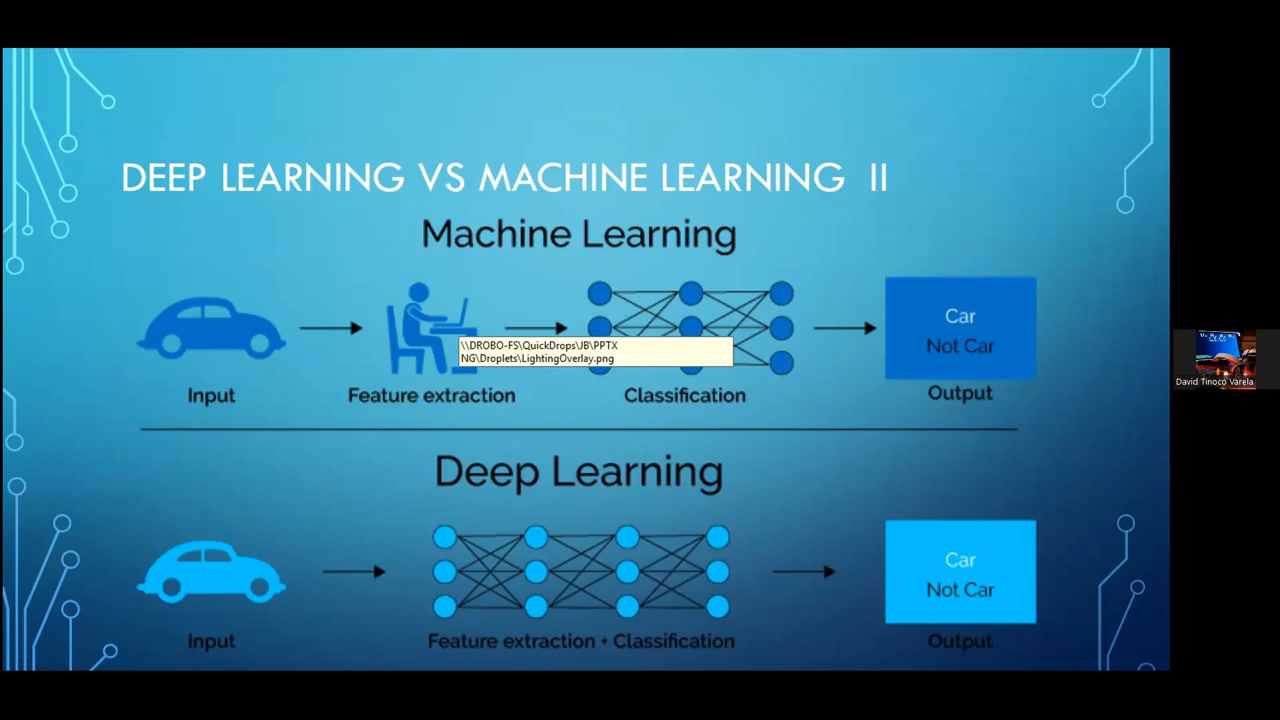 DEEP LEARNING VS MACHINE LEARNING II
Machine Learning
Car
Not Car
\\DROBO-FS\QuickDrops\JB\PPTX
NG\Droplets\LightingOverlay.png
Input
Feature extraction
Classification
Output
Deep Learning
Car
Not Car
Input
Feature extraction + Classification
Output
David Tinoco Varela